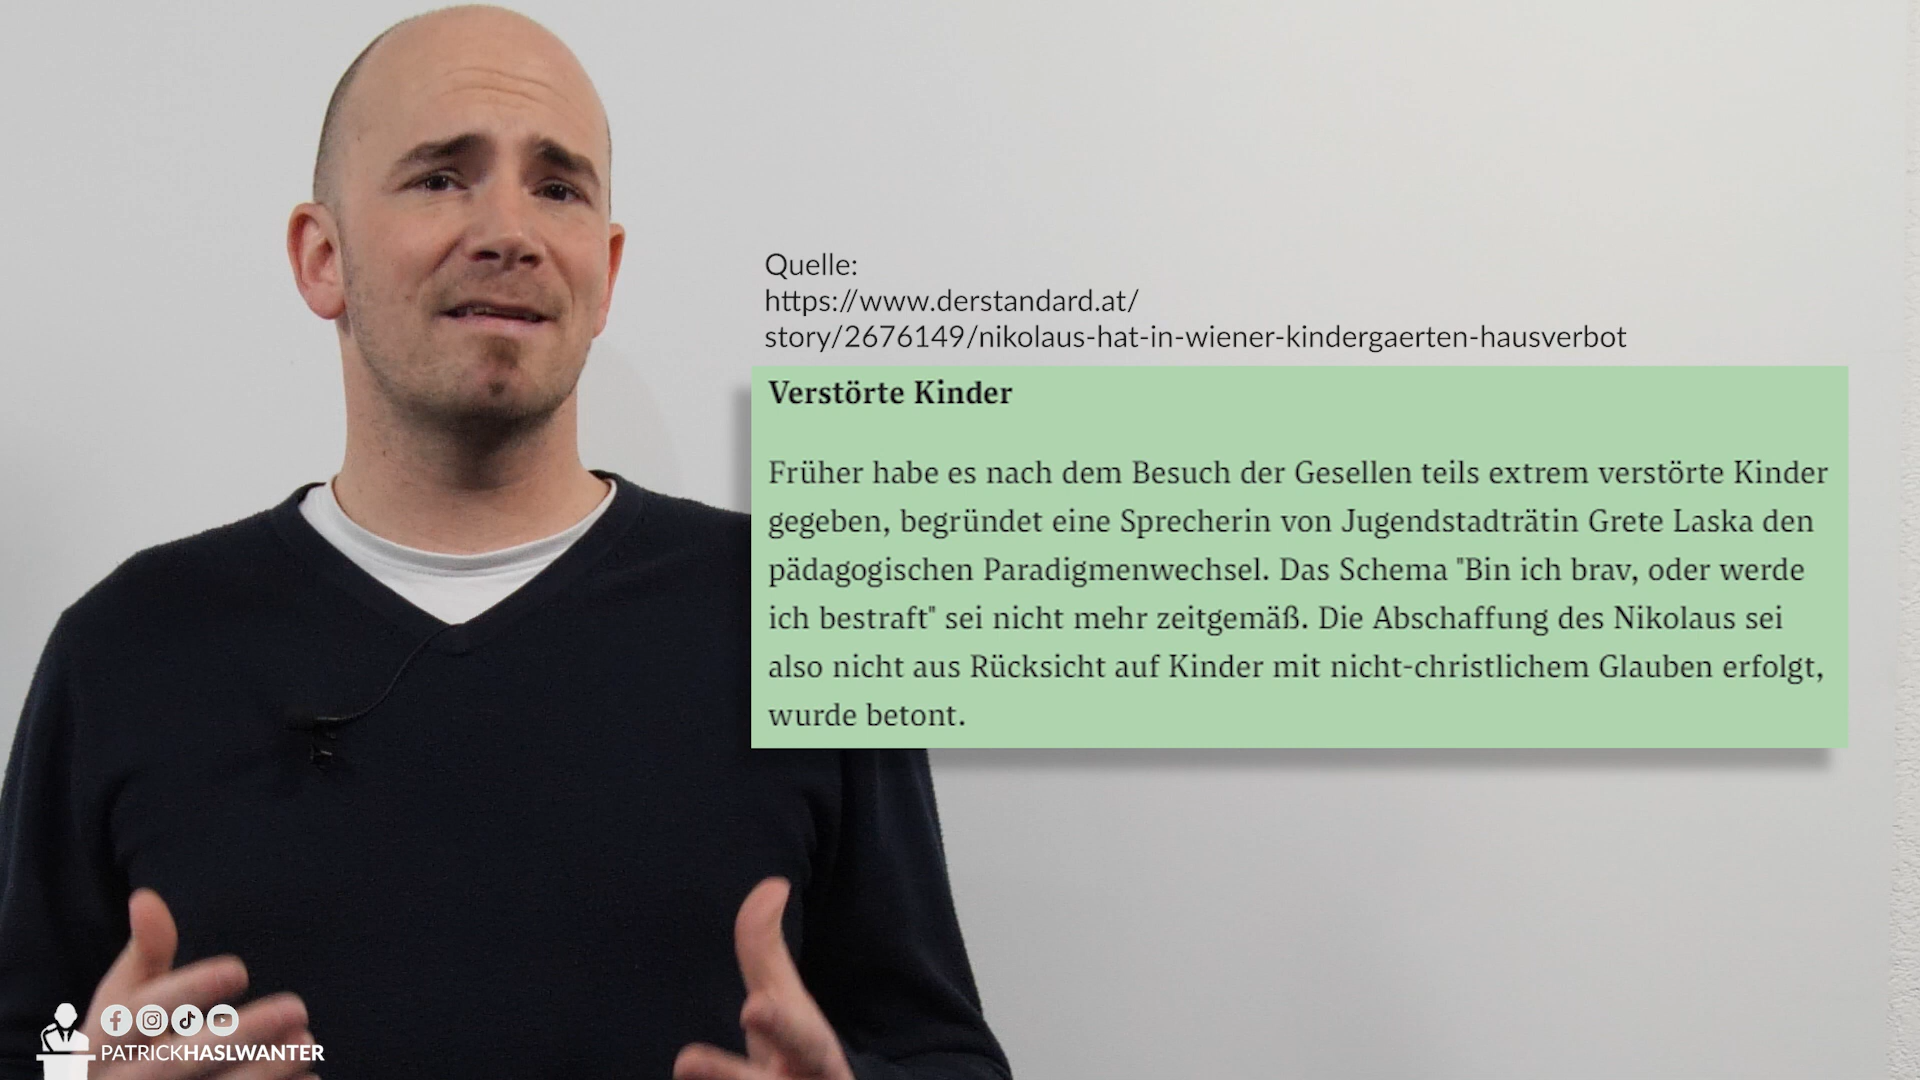 Quelle:
https://www.derstandard.at/
story/2676149/nikolaus-hat-in-wiener-kindergaerten-hausverbot
Verstörte Kinder
Früher habe es nach dem Besuch der Gesellen teils extrem verstörte Kinder
gegeben, begründet eine Sprecherin von Jugendstadträtin Grete Laska den
pädagogischen Paradigmenwechsel. Das Schema "Bin ich brav, oder werde
ich bestraft" sei nicht mehr zeitgemäß. Die Abschaffung des Nikolaus sei
also nicht aus Rücksicht auf Kinder mit nicht-christlichem Glauben erfolgt,
wurde betont.
PATRICKHASLWANTER